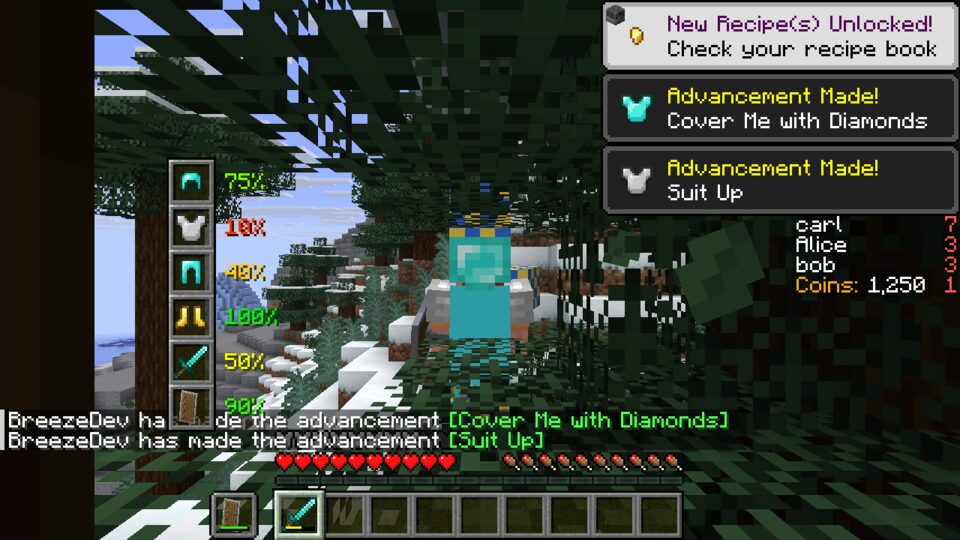 New Recipe(s) Unlocked!
Check your recipe book
Advancement Made!
Cover Me with Diamonds
Advancement Made!
Suit Up
carl 7
Alice 3
bob 3
Coins: 1,250 1
75%
10%
40%
100%
50%
90%
BreezeDev ha de the advancement [Cover Me with Diamonds]
BreezeDev has made the advancement [Suit Up]